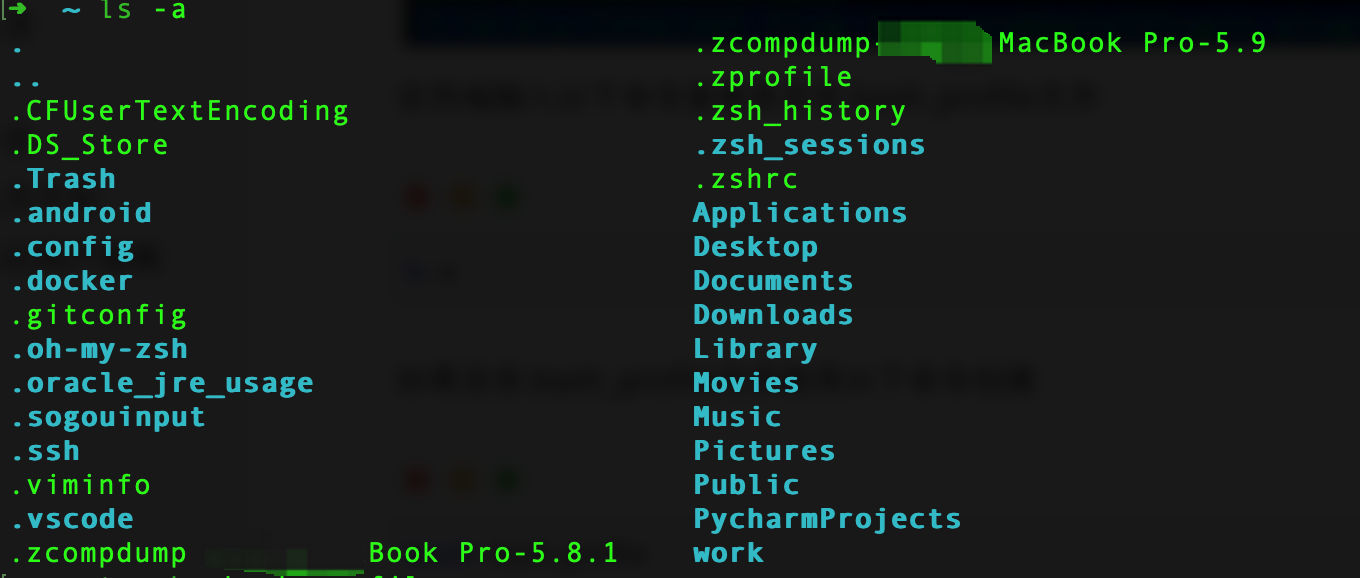 ➜ ~ ls -a
.
..
.CFUserTextEncoding
.DS_Store
.Trash
.android
.config
.docker
.gitconfig
.oh-my-zsh
.oracle_jre_usage
.sogouinput
.ssh
.viminfo
.vscode
.zcompdump Book Pro-5.8.1
.zcompdump- MacBook Pro-5.9
.zprofile
.zsh_history
.zsh_sessions
.zshrc
Applications
Desktop
Documents
Downloads
Library
Movies
Music
Pictures
Public
PycharmProjects
work